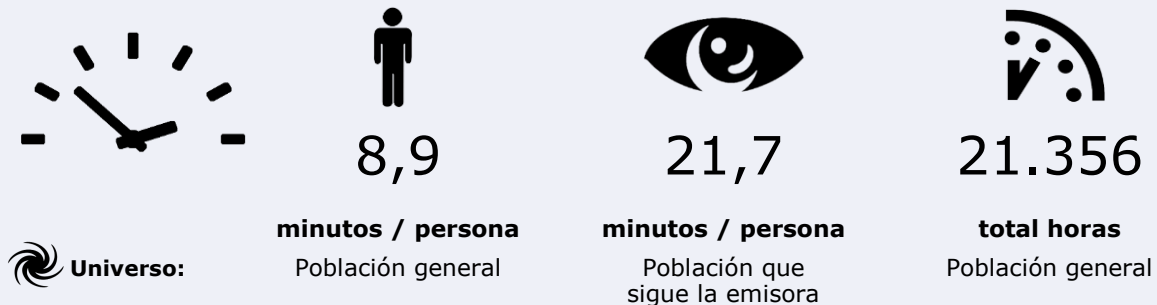 8,9
21,7
21.356
minutos / persona
minutos / persona
total horas
Universo:
Población general
Población que
sigue la emisora
Población general